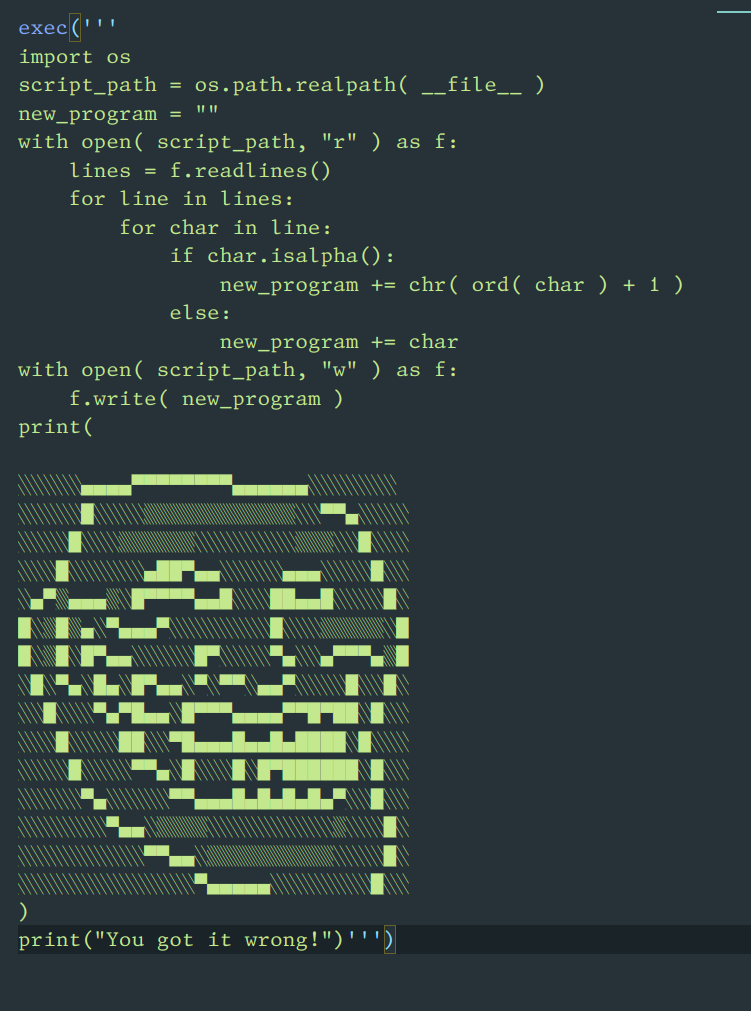 exec('''
import os
script_path = os.path.realpath( __file__ )
new_program = ""
with open( script_path, "r" ) as f:
    lines = f.readlines()
    for line in lines:
        for char in line:
            if char.isalpha():
                new_program += chr( ord( char ) + 1 )
            else:
                new_program += char
with open( script_path, "w" ) as f:
    f.write( new_program )
print(
)
print("You got it wrong!")''')